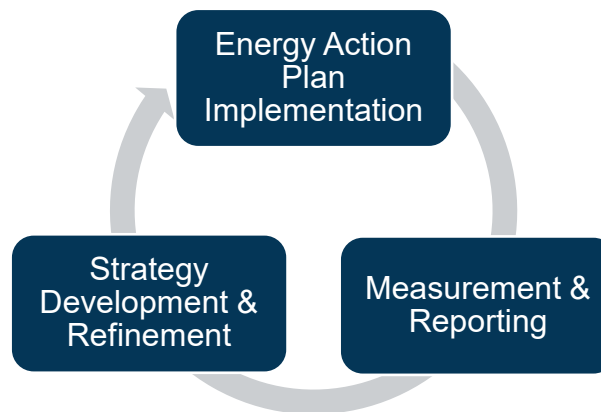 Energy Action
Plan
Implementation
Strategy
Development &
Refinement
Measurement &
Reporting